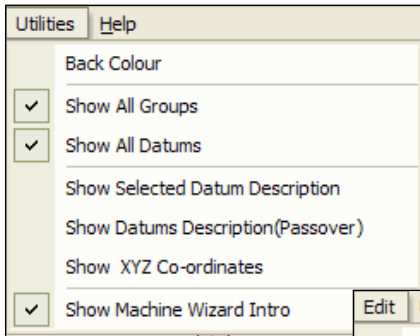 Utilities Help
Back Colour
Show All Groups
Show All Datums
Show Selected Datum Description
Show Datums Description(Passover)
Show XYZ Co-ordinates
Show Machine Wizard Intro
Edit